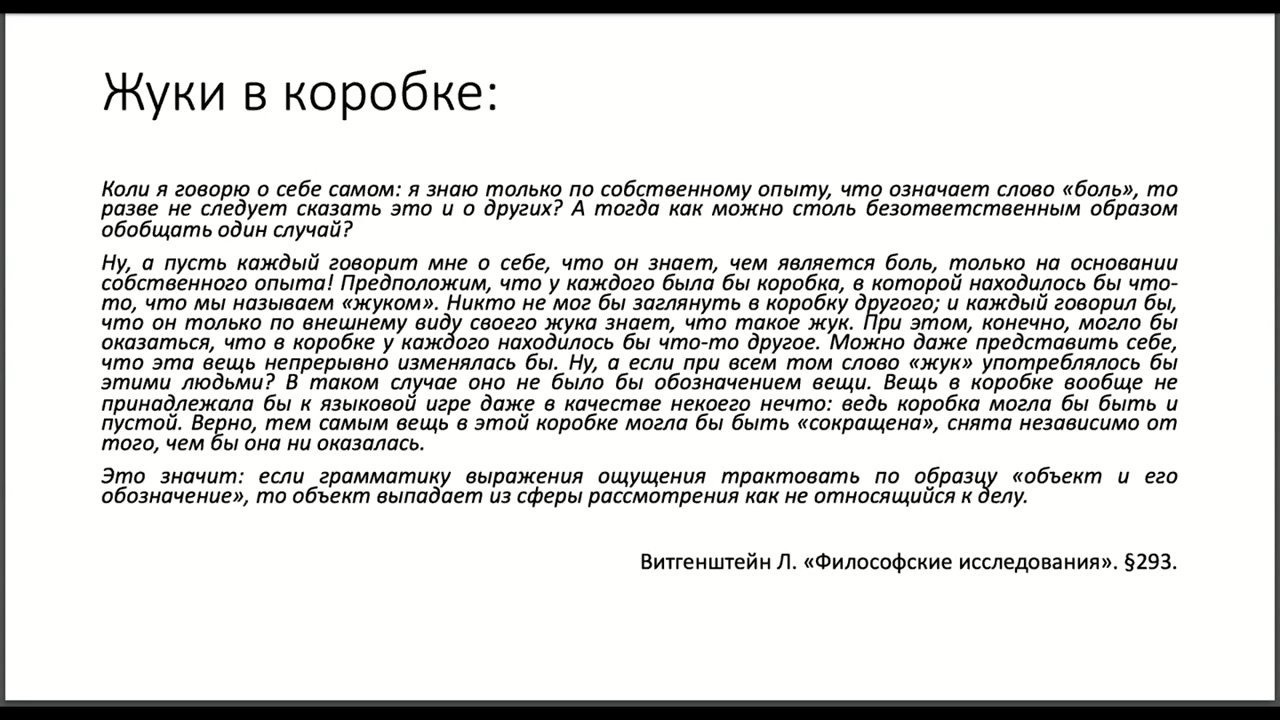 Жуки в коробке:
Коли я говорю о себе самом: я знаю только по собственному опыту, что означает слово «боль», то
разве не следует сказать это и о других? А тогда как можно столь безответственным образом
обобщать один случай?
Ну, а пусть каждый говорит мне о себе, что он знает, чем является боль, только на основании
собственного опыта! Предположим, что у каждого была бы коробка, в которой находилось бы что-
то, что мы называем «жуком». Никто не мог бы заглянуть в коробку другого; и каждый говорил бы,
что он только по внешнему виду своего жука знает, что такое жук. При этом, конечно, могло бы
оказаться, что в коробке у каждого находилось бы что-то другое. Можно даже представить себе,
что эта вещь непрерывно изменялась бы. Ну, а если при всем том слово «жук» употреблялось бы
этими людьми? В таком случае оно не было бы обозначением вещи. Вещь в коробке вообще не
принадлежала бы к языковой игре даже в качестве некоего нечто: ведь коробка могла бы быть и
пустой. Верно, тем самым вещь в этой коробке могла бы быть «сокращена», снята независимо от
того, чем бы она ни оказалась.
Это значит: если грамматику выражения ощущения трактовать по образцу «объект и его
обозначение», то объект выпадает из сферы рассмотрения как не относящийся к делу.
Витгенштейн Л. «Философские исследования». §293.